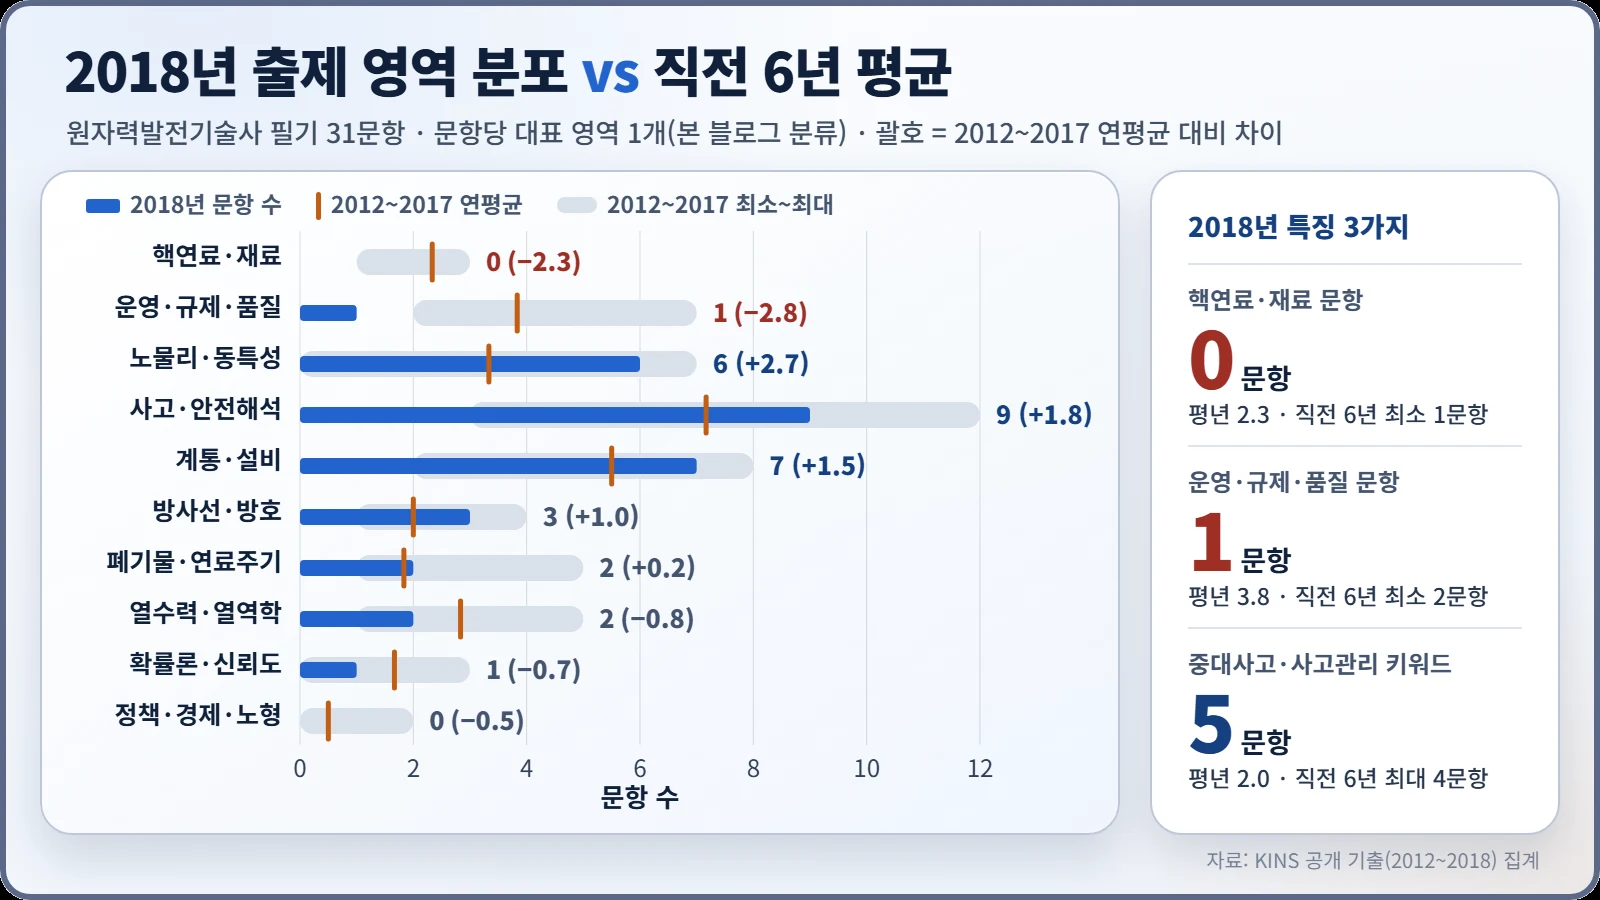 2018년 출제 영역 분포 vs 직전 6년 평균
원자력발전기술사 필기 31문항 · 문항당 대표 영역 1개(본 블로그 분류) · 괄호 = 2012~2017 연평균 대비 차이
2018년 문항 수
2012~2017 연평균
2012~2017 최소~최대
핵연료·재료 0 (−2.3)
운영·규제·품질 1 (−2.8)
노물리·동특성 6 (+2.7)
사고·안전해석 9 (+1.8)
계통·설비 7 (+1.5)
방사선·방호 3 (+1.0)
폐기물·연료주기 2 (+0.2)
열수력·열역학 2 (−0.8)
확률론·신뢰도 1 (−0.7)
정책·경제·노형 0 (−0.5)
0 2 4 6 8 10 12
문항 수
2018년 특징 3가지
핵연료·재료 문항
0 문항
평년 2.3 · 직전 6년 최소 1문항
운영·규제·품질 문항
1 문항
평년 3.8 · 직전 6년 최소 2문항
중대사고·사고관리 키워드
5 문항
평년 2.0 · 직전 6년 최대 4문항
자료: KINS 공개 기출(2012~2018) 집계